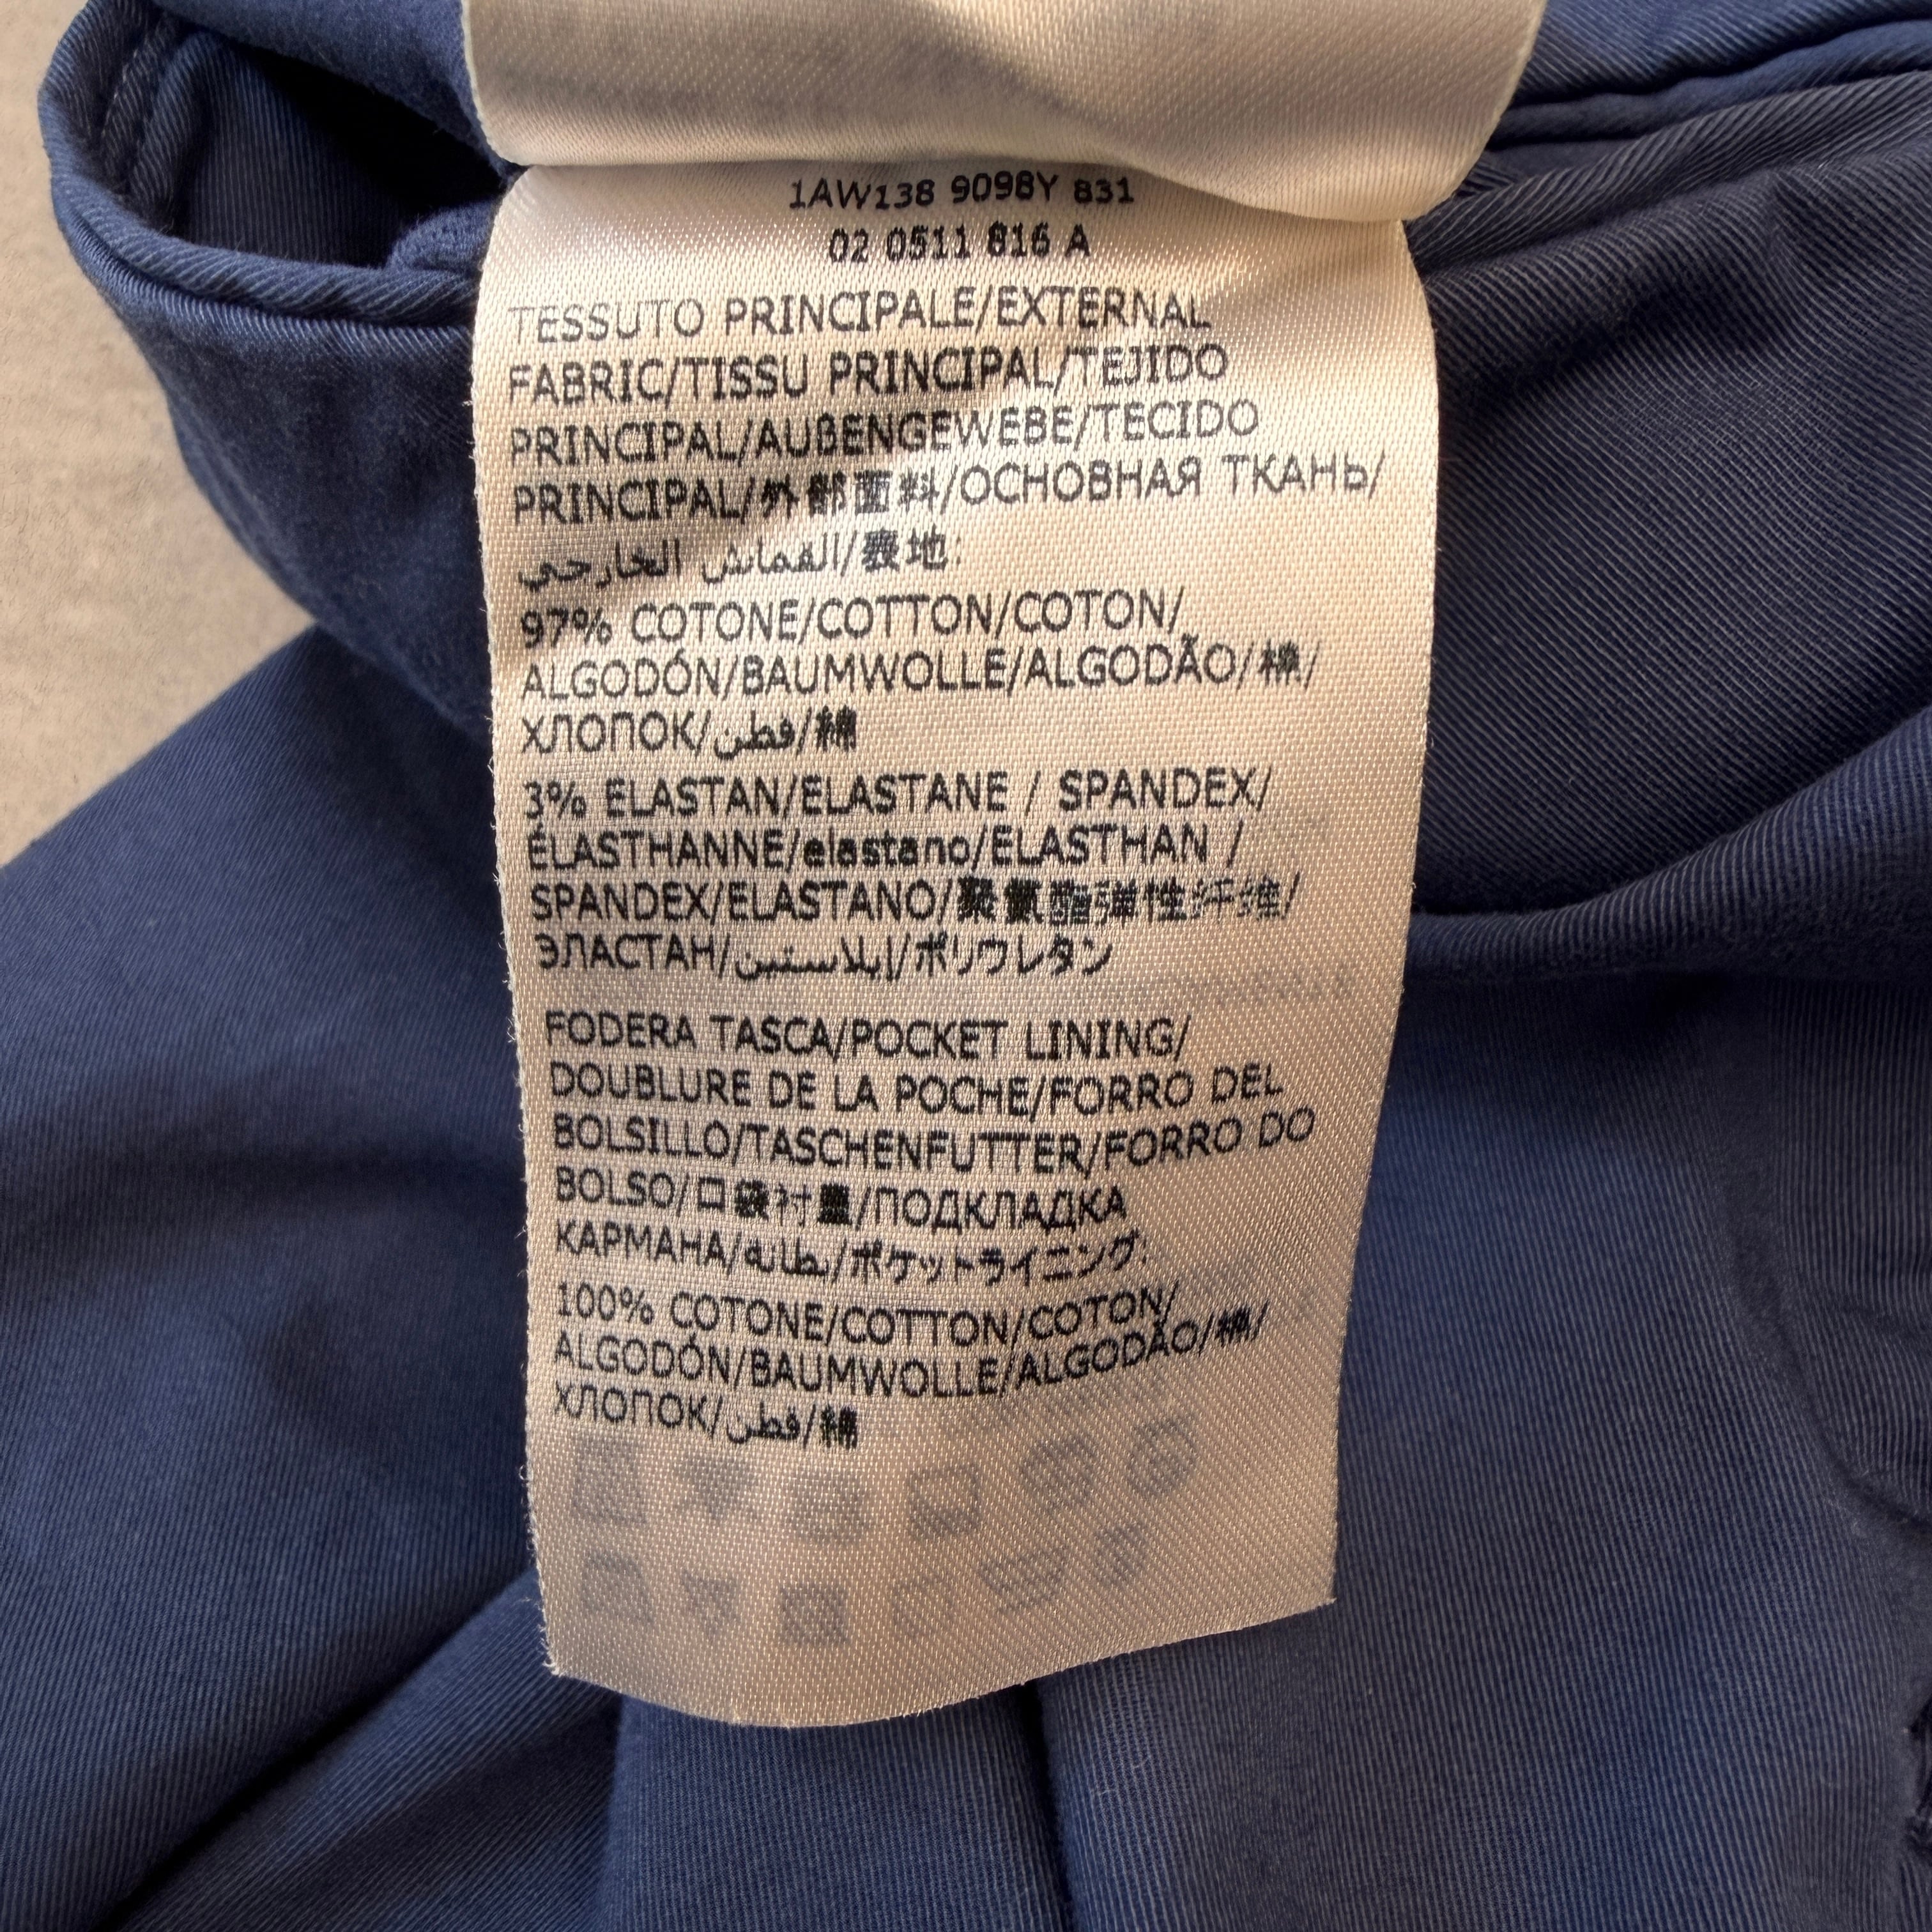 1AW138 9098Y 831
02 0511 816 A
TESSUTO PRINCIPALE/EXTERNAL
FABRIC/TISSU PRINCIPAL/TEJIDO
PRINCIPAL/AUßENGEWEBE/TECIDO
PRINCIPAL/外部面料/ОСНОВНАЯ ТКАНЬ/
القماش الخارجي/表地:
97% COTONE/COTTON/COTON/
ALGODÓN/BAUMWOLLE/ALGODÃO/棉/
ХЛОПОК/قطن/綿
3% ELASTAN/ELASTANE / SPANDEX/
ÉLASTHANNE/elastano/ELASTHAN /
SPANDEX/ELASTANO/聚氨酯弹性纤维/
ЭЛАСТАН/إيلاستين/ポリウレタン
FODERA TASCA/POCKET LINING/
DOUBLURE DE LA POCHE/FORRO DEL
BOLSILLO/TASCHENFUTTER/FORRO DO
BOLSO/口袋衬里/ПОДКЛАДКА
КАРМАНА/بطانة/ポケットライニング:
100% COTONE/COTTON/COTON/
ALGODÓN/BAUMWOLLE/ALGODÃO/棉/
ХЛОПОК/قطن/綿